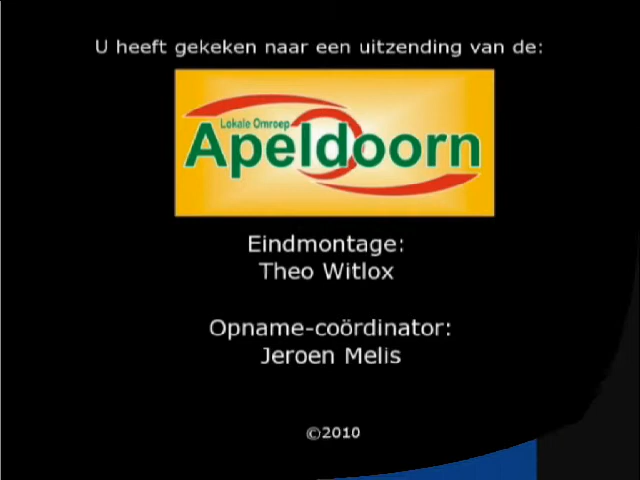 U heeft gekeken naar een uitzending van de:
Lokale Omroep
Apeldoorn
Eindmontage:
Theo Witlox
Opname-coördinator:
Jeroen Melis
©2010